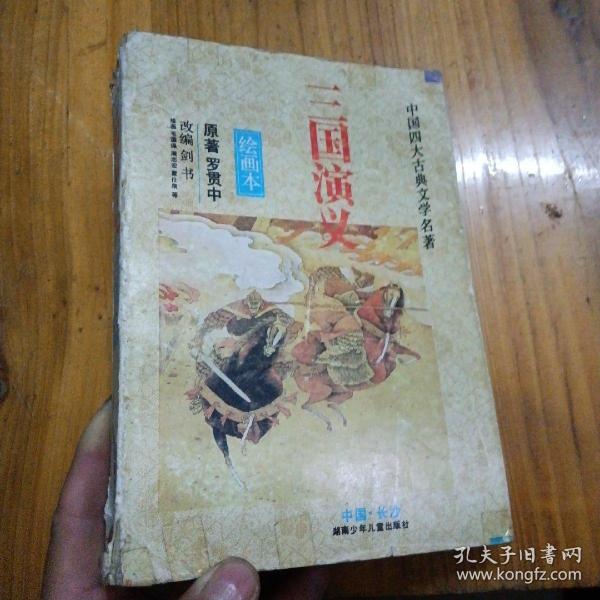 中国四大古典文学名著
三国演义
绘画本
原著 罗贯中
改编 剑书
中国·长沙
湖南少年儿童出版社
孔夫子旧书网
www.kongfz.com